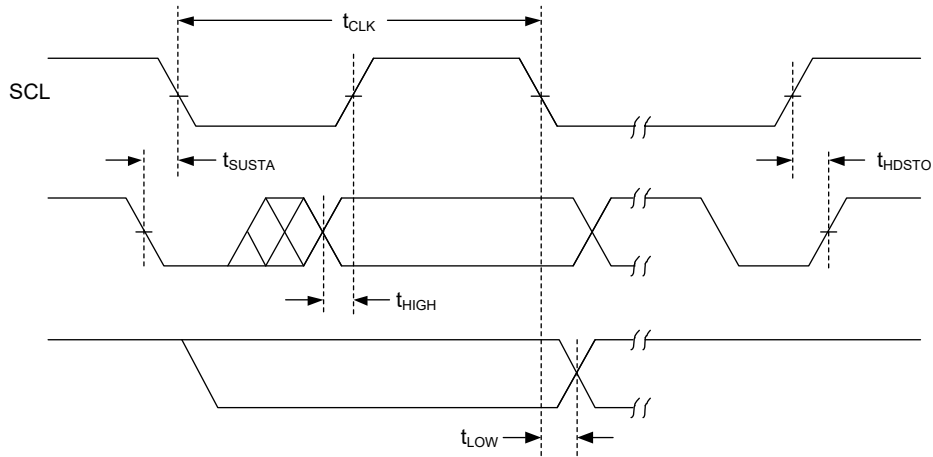 tCLK
SCL
tSUSTA
tHDSTO
tHIGH
tLOW